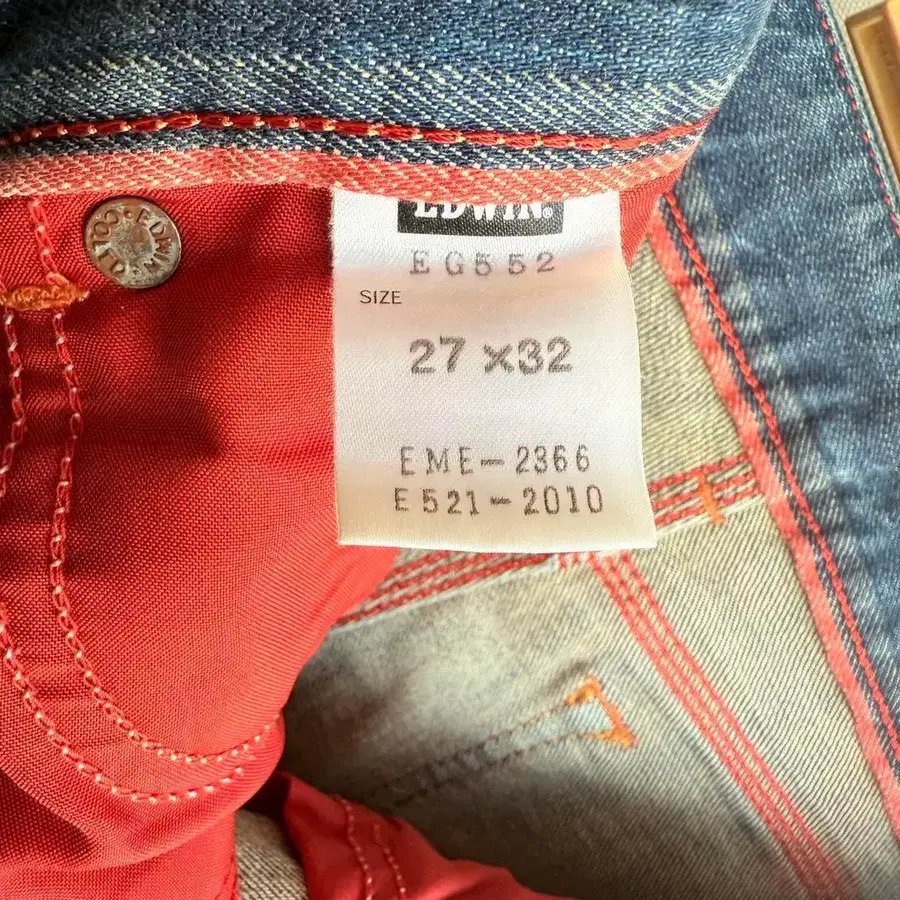 EDWIN.
EG552
SIZE
27 x32
EME-2366
E521-2010